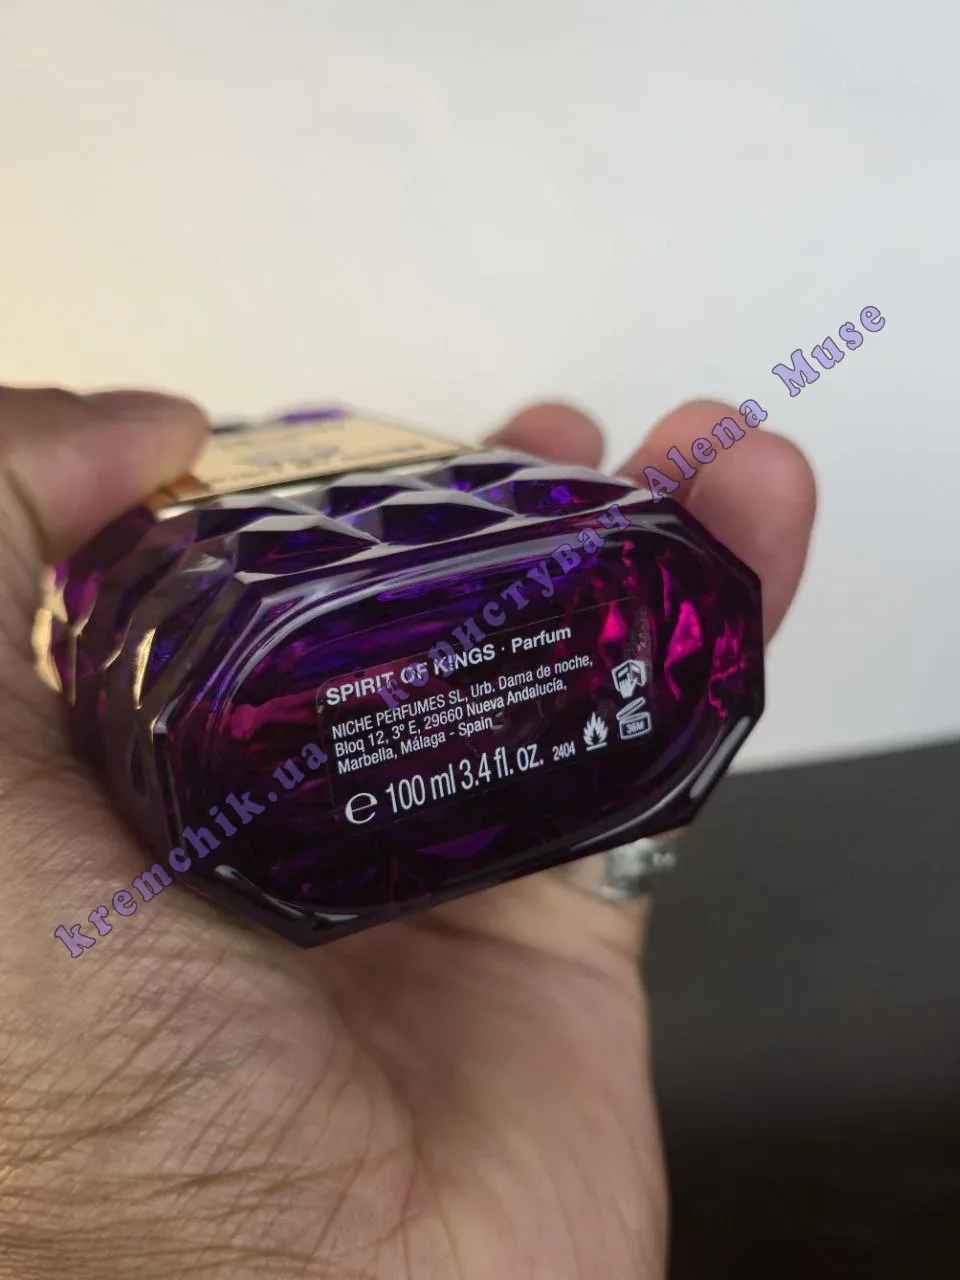 SPIRIT OF KINGS · Parfum
NICHE PERFUMES SL, Urb. Dama de noche,
Bloq 12, 3º E, 29660 Nueva Andalucía,
Marbella, Málaga - Spain
e 100 ml 3.4 fl. oz. 2404
36M
kremchik.ua користувач Alena Muse